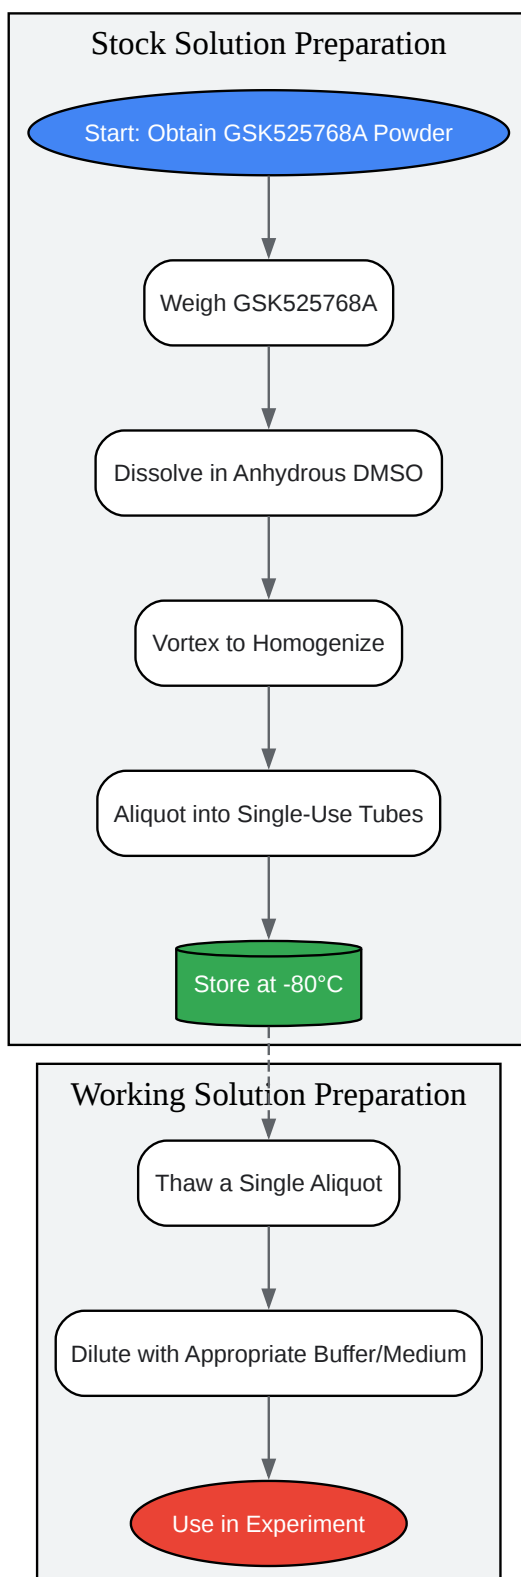 Stock Solution Preparation
Start: Obtain GSK525768A Powder
Weigh GSK525768A
Dissolve in Anhydrous DMSO
Vortex to Homogenize
Aliquot into Single-Use Tubes
Store at -80°C
Working Solution Preparation
Thaw a Single Aliquot
Dilute with Appropriate Buffer/Medium
Use in Experiment